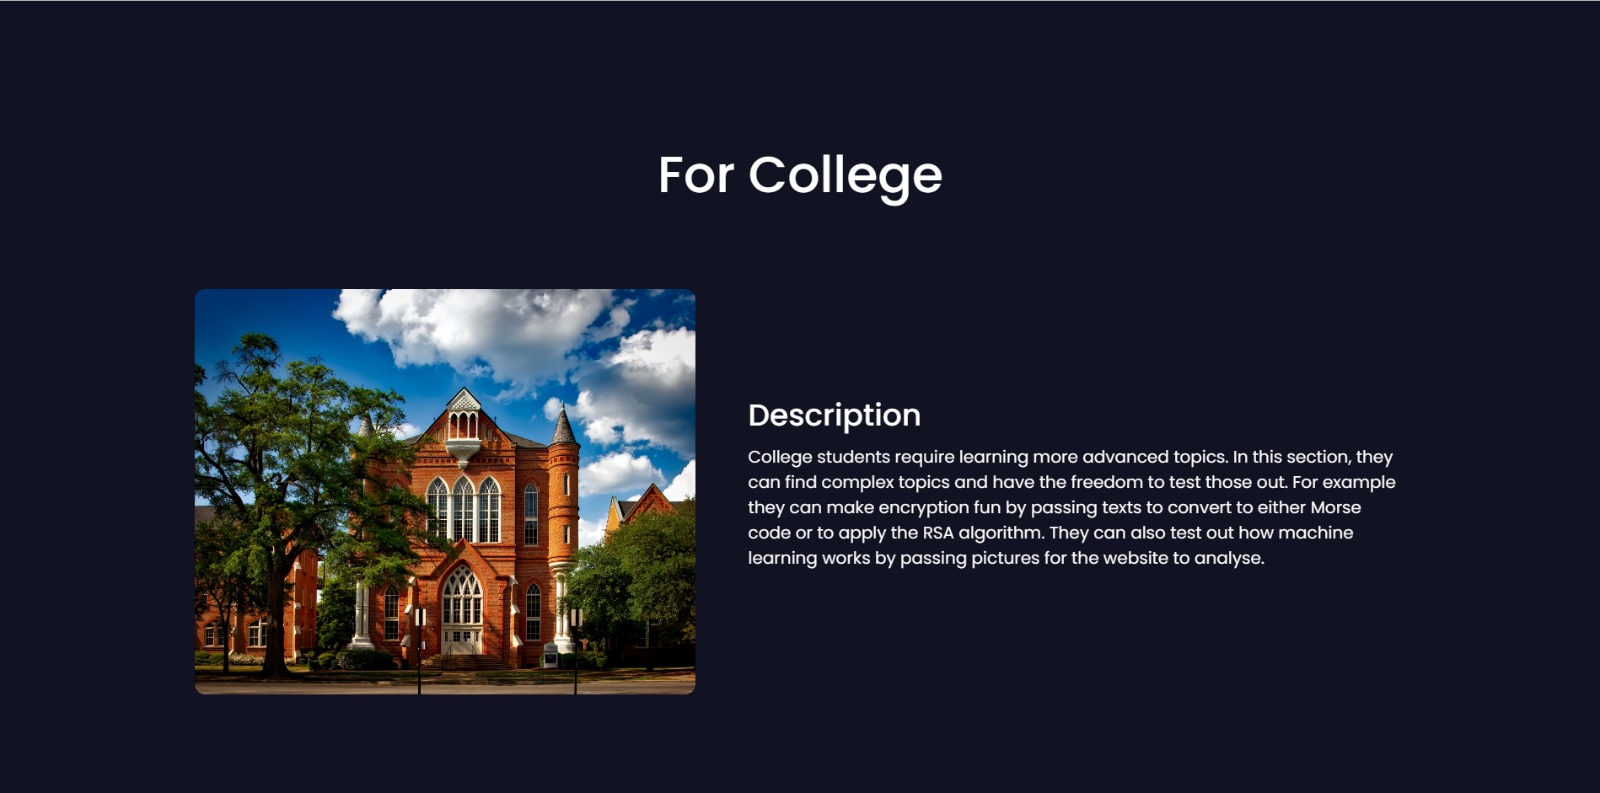 For College
Description
College students require learning more advanced topics. In this section, they
can find complex topics and have the freedom to test those out. For example
they can make encryption fun by passing texts to convert to either Morse
code or to apply the RSA algorithm. They can also test out how machine
learning works by passing pictures for the website to analyse.